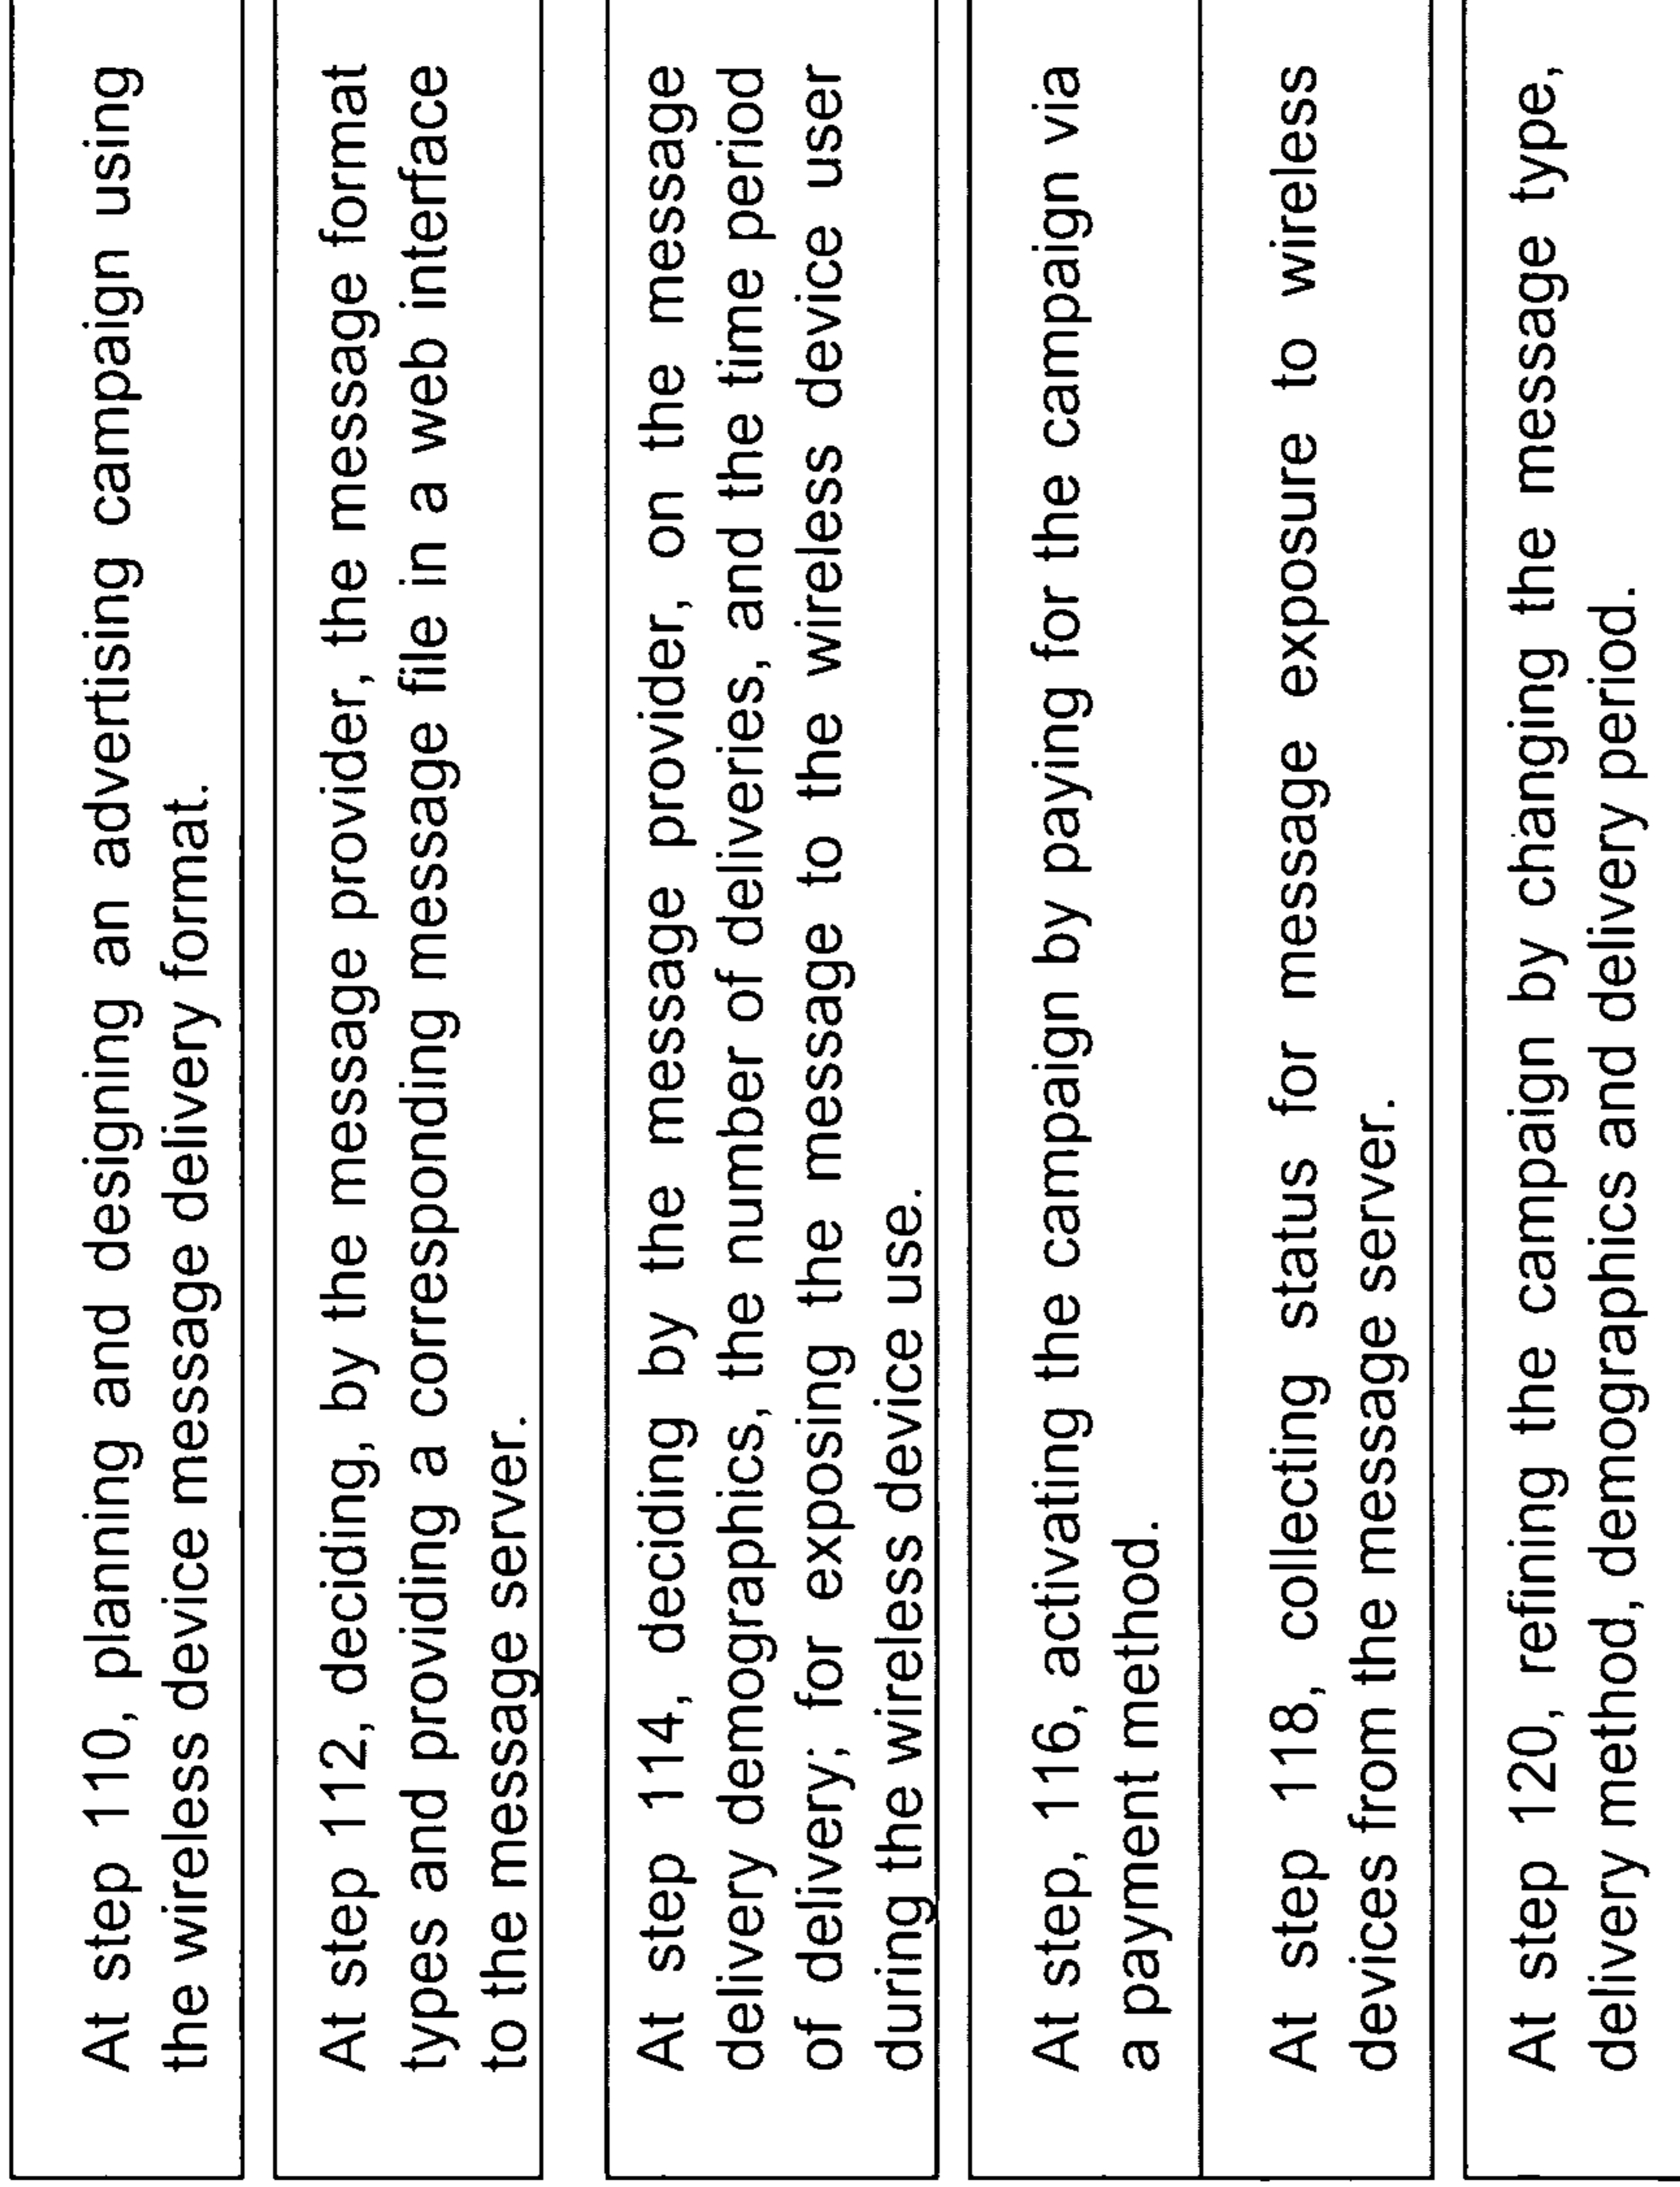 At step 110, planning and designing an advertising campaign using
the wireless device message delivery format.
At step 112, deciding, by the message provider, the message format
types and providing a corresponding message file in a web interface
to the message server.
At step 114, deciding by the message provider, on the message
delivery demographics, the number of deliveries, and the time period
of delivery; for exposing the message to the wireless device user
during the wireless device use.
At step, 116, activating the campaign by paying for the campaign via
a payment method.
At step 118, collecting status for message exposure to wireless
devices from the message server.
At step 120, refining the campaign by changing the message type,
delivery method, demographics and delivery period.